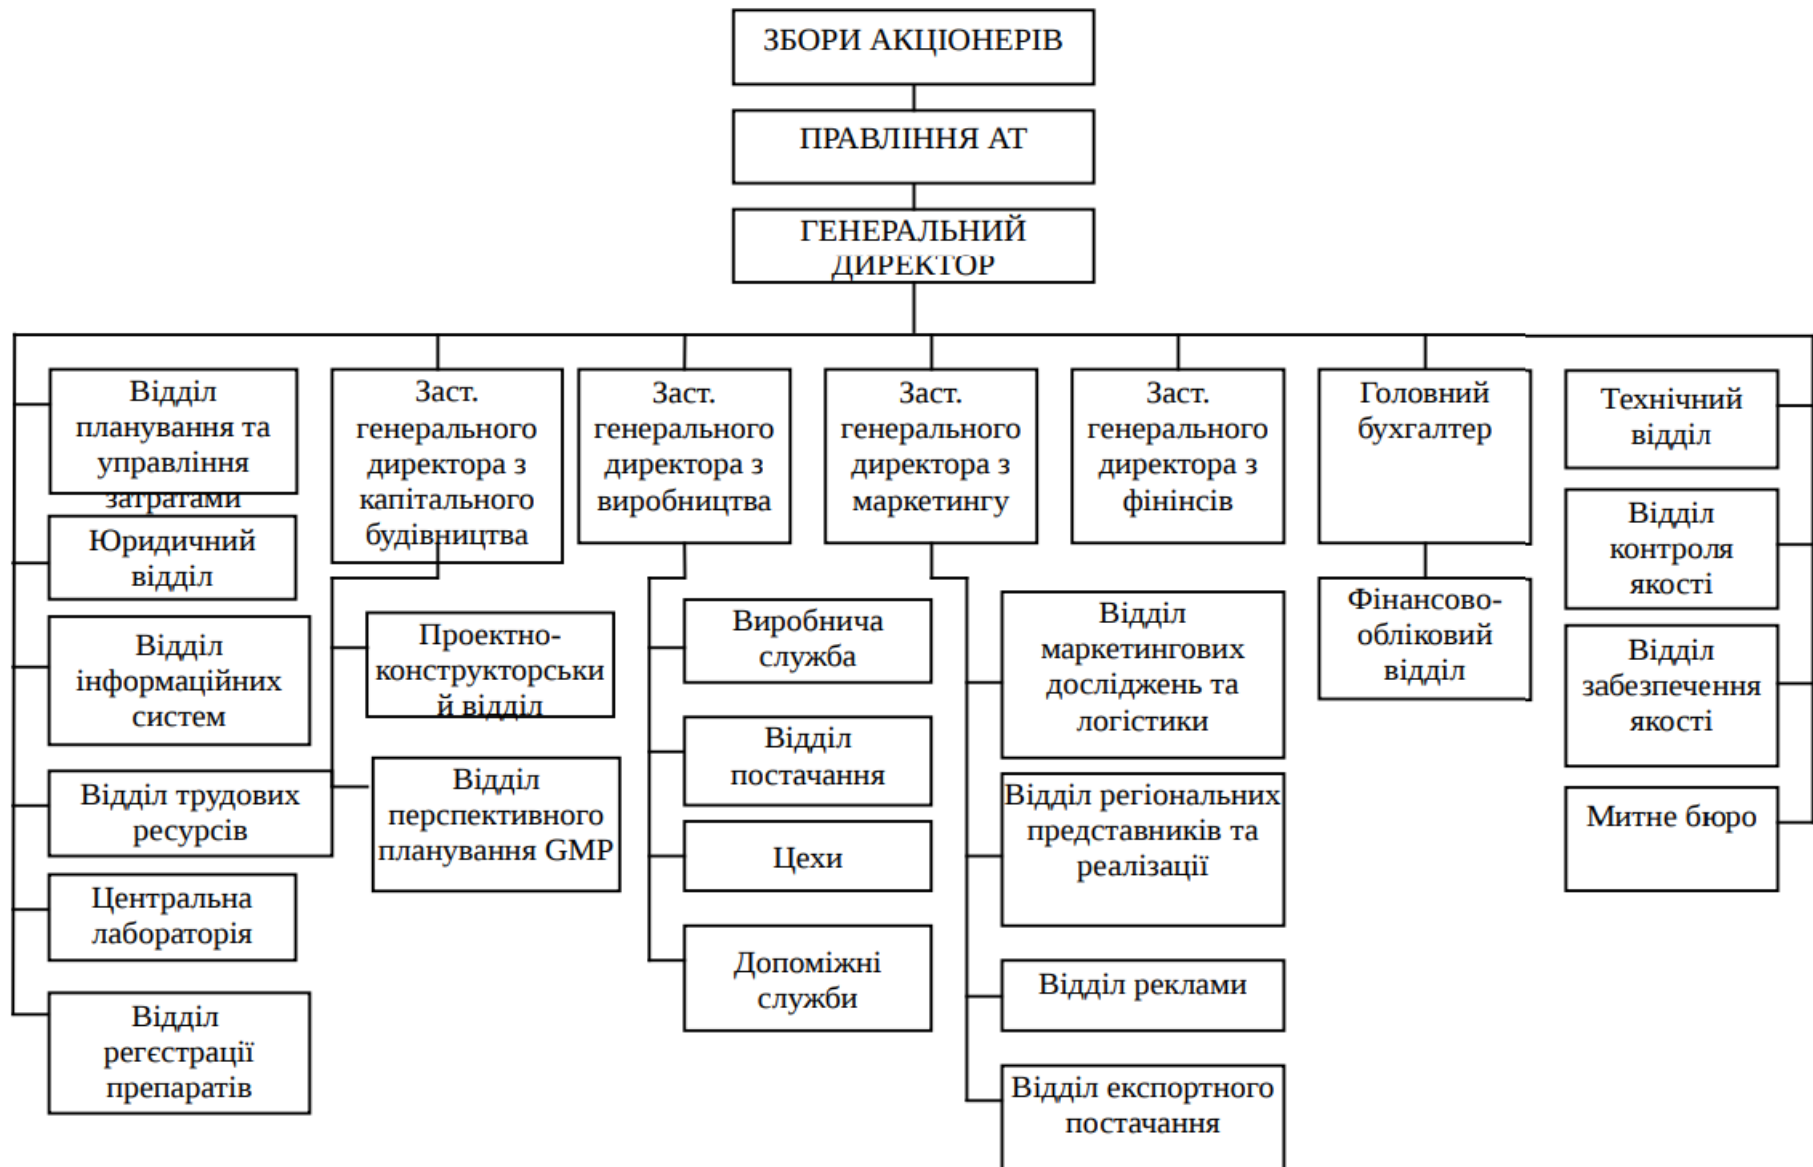 ЗБОРИ АКЦІОНЕРІВ
ПРАВЛІННЯ АТ
ГЕНЕРАЛЬНИЙ
ДИРЕКТОР
Відділ
планування та
управління
затратами
Юридичний
відділ
Відділ
інформаційних
систем
Відділ трудових
ресурсів
Центральна
лабораторія
Відділ
регєстрації
препаратів
Заст.
генерального
директора з
капітального
будівництва
Проектно-
конструкторськи
й відділ
Відділ
перспективного
планування GMP
Заст.
генерального
директора з
виробництва
Виробнича
служба
Відділ
постачання
Цехи
Допоміжні
служби
Заст.
генерального
директора з
маркетингу
Відділ
маркетингових
досліджень та
логістики
Відділ регіональних
представників та
реалізації
Відділ реклами
Відділ експортного
постачання
Заст.
генерального
директора з
фінінсів
Головний
бухгалтер
Фінансово-
обліковий
відділ
Технічний
відділ
Відділ
контроля
якості
Відділ
забезпечення
якості
Митне бюро